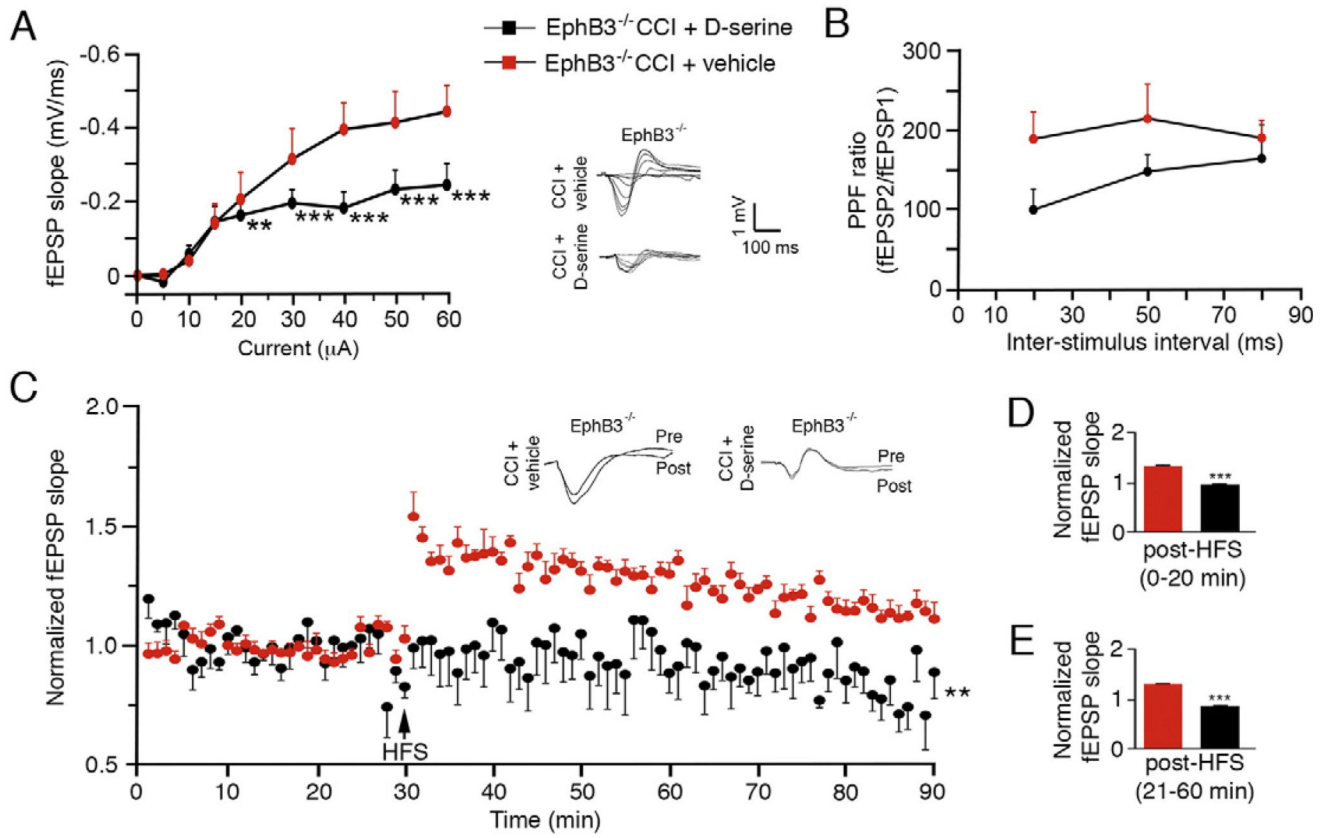 A
EphB3-/- CCI + D-serine
EphB3-/- CCI + vehicle
fEPSP slope (mV/ms)
-0.6
-0.4
-0.2
0
**
***
***
***
***
0 10 20 30 40 50 60
Current (μA)
EphB3-/-
CCI +
vehicle
CCI +
D-serine
1 mV
100 ms
B
PPF ratio
(fEPSP2/fEPSP1)
300
200
100
0
0 10 30 50 70 90
Inter-stimulus interval (ms)
C
Normalized fEPSP slope
2.0
1.5
1.0
0.5
CCI +
vehicle
EphB3-/-
Pre
Post
CCI +
D-serine
EphB3-/-
Pre
Post
HFS
**
0 10 20 30 40 50 60 70 80 90
Time (min)
D
Normalized
fEPSP slope
2
1
0
***
post-HFS
(0-20 min)
E
Normalized
fEPSP slope
2
1
0
***
post-HFS
(21-60 min)